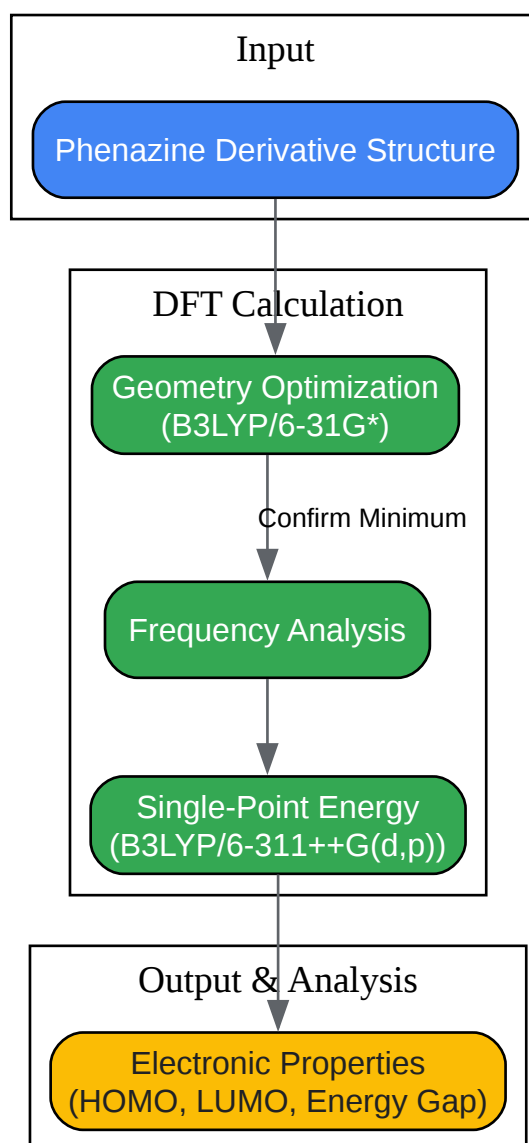 Input
Phenazine Derivative Structure
DFT Calculation
Geometry Optimization
(B3LYP/6-31G*)
Confirm Minimum
Frequency Analysis
Single-Point Energy
(B3LYP/6-311++G(d,p))
Output & Analysis
Electronic Properties
(HOMO, LUMO, Energy Gap)